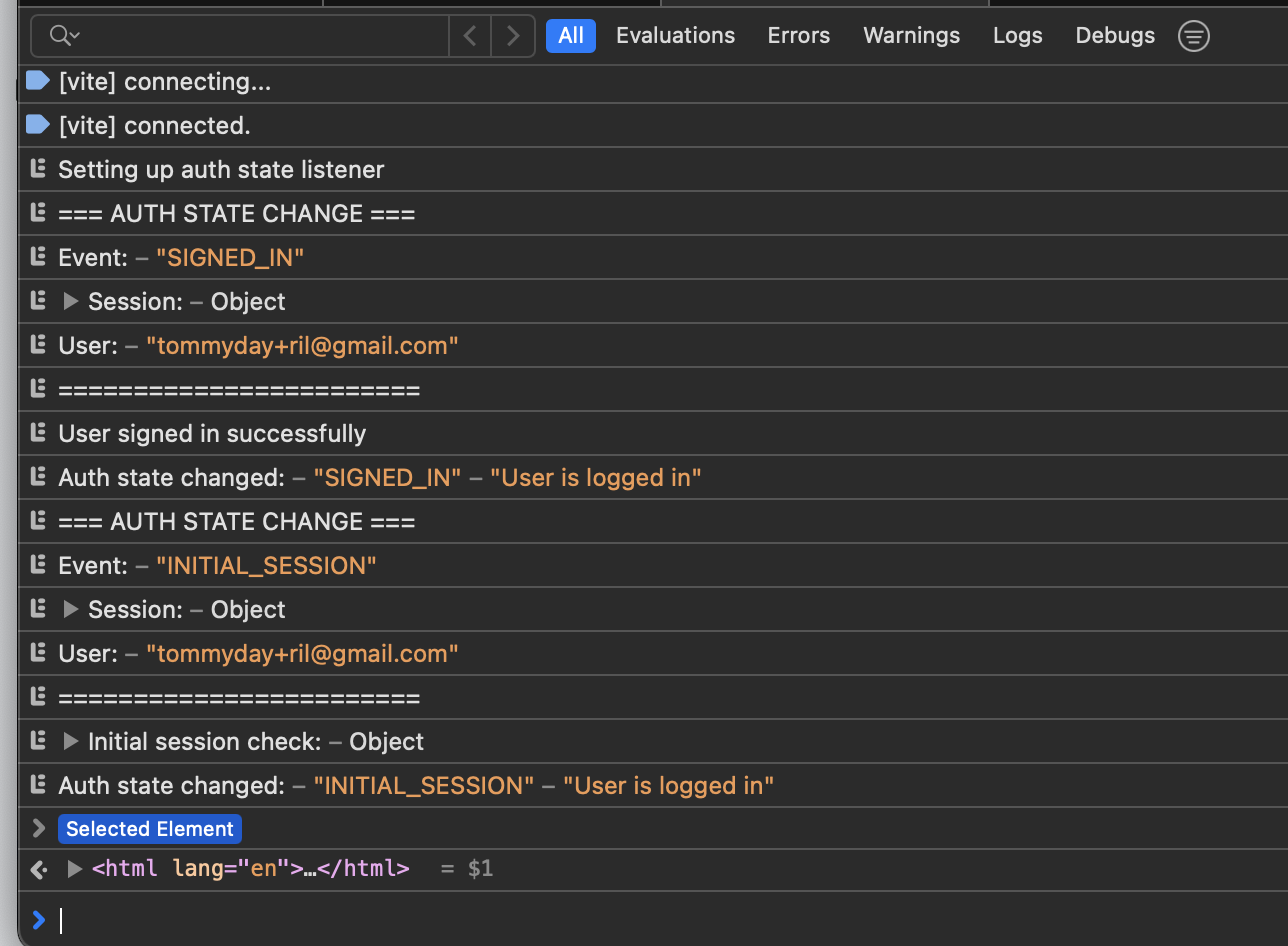 All Evaluations Errors Warnings Logs Debugs
[vite] connecting...
[vite] connected.
Setting up auth state listener
=== AUTH STATE CHANGE ===
Event: – "SIGNED_IN"
Session: – Object
User: – "tommyday+ril@gmail.com"
========================
User signed in successfully
Auth state changed: – "SIGNED_IN" – "User is logged in"
=== AUTH STATE CHANGE ===
Event: – "INITIAL_SESSION"
Session: – Object
User: – "tommyday+ril@gmail.com"
========================
Initial session check: – Object
Auth state changed: – "INITIAL_SESSION" – "User is logged in"
Selected Element
<html lang="en">…</html> = $1